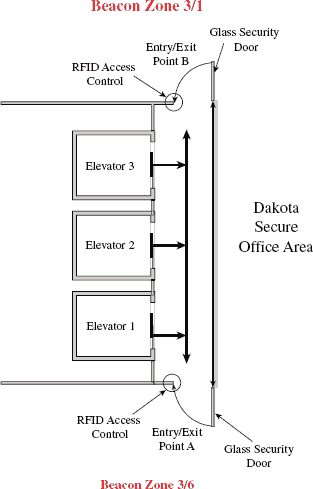 Beacon Zone 3/1
Glass Security
Door
Entry/Exit
Point B
RFID Access
Control
Elevator 3
Elevator 2
Elevator 1
Dakota
Secure
Office Area
RFID Access
Control
Entry/Exit
Point A
Glass Security
Door
Beacon Zone 3/6